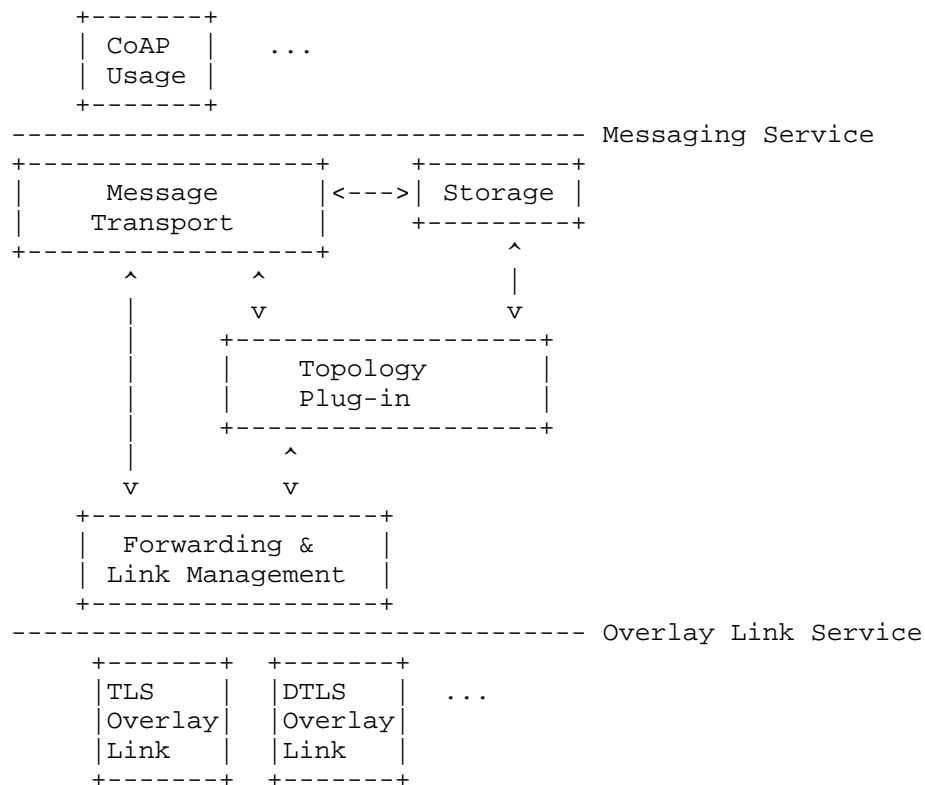 CoAP ...
Usage
Messaging Service
Message <---> Storage
Transport
Topology
Plug-in
Forwarding &
Link Management
Overlay Link Service
TLS DTLS ...
Overlay Overlay
Link Link